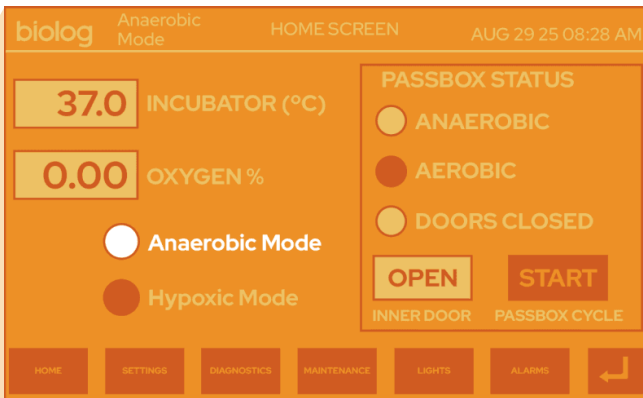 biolog
Anaerobic
Mode
HOME SCREEN
AUG 29 25 08:28 AM
37.0 INCUBATOR (°C)
0.00 OXYGEN %
Anaerobic Mode
Hypoxic Mode
PASSBOX STATUS
ANAEROBIC
AEROBIC
DOORS CLOSED
OPEN START
INNER DOOR PASSBOX CYCLE
HOME SETTINGS DIAGNOSTICS MAINTENANCE LIGHTS ALARMS